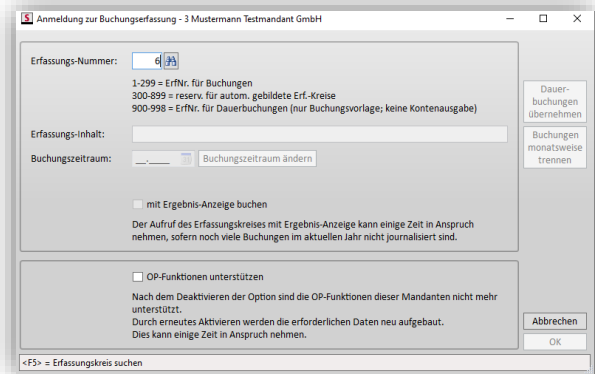 S Anmeldung zur Buchungserfassung - 3 Mustermann Testmandant GmbH
Erfassungs-Nummer: 6
1-299 = ErfNr. für Buchungen
300-899 = reserv. für autom. gebildete Erf.-Kreise
900-998 = ErfNr. für Dauerbuchungen (nur Buchungsvorlage; keine Kontenausgabe)
Erfassungs-Inhalt:
Buchungszeitraum: __.____ Buchungszeitraum ändern
mit Ergebnis-Anzeige buchen
Der Aufruf des Erfassungskreises mit Ergebnis-Anzeige kann einige Zeit in Anspruch
nehmen, sofern noch viele Buchungen im aktuellen Jahr nicht journalisiert sind.
Dauer-
buchungen
übernehmen
Buchungen
monatsweise
trennen
OP-Funktionen unterstützen
Nach dem Deaktivieren der Option sind die OP-Funktionen dieser Mandanten nicht mehr
unterstützt.
Durch erneutes Aktivieren werden die erforderlichen Daten neu aufgebaut.
Dies kann einige Zeit in Anspruch nehmen.
Abbrechen
OK
<F5> = Erfassungskreis suchen